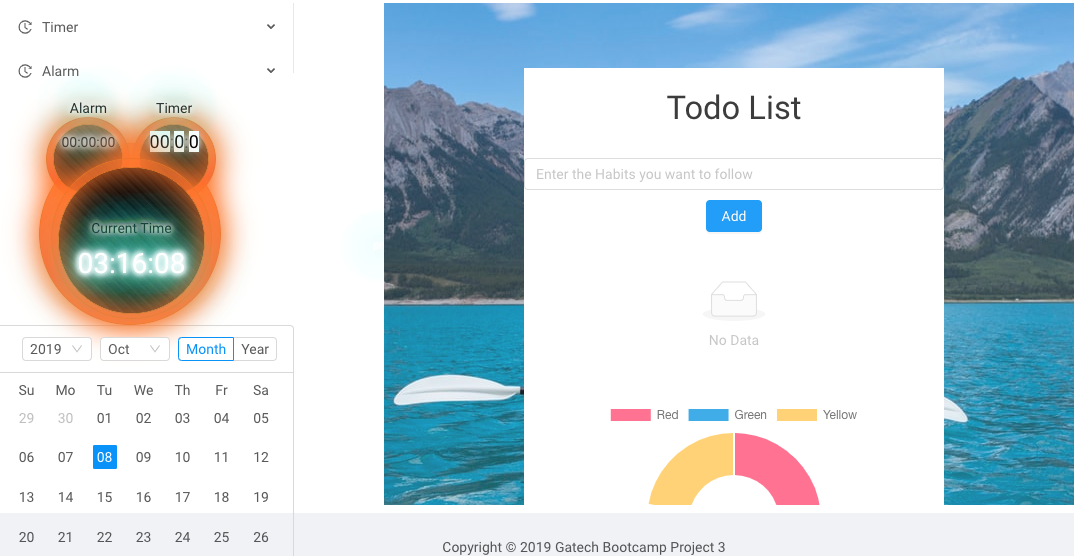 Timer
Alarm
Alarm Timer
00:00:00 00:0:0
Current Time
03:16:08
2019 Oct Month Year
Su Mo Tu We Th Fr Sa
29 30 01 02 03 04 05
06 07 08 09 10 11 12
13 14 15 16 17 18 19
20 21 22 23 24 25 26
Todo List
Enter the Habits you want to follow
Add
No Data
Red Green Yellow
Copyright © 2019 Gatech Bootcamp Project 3